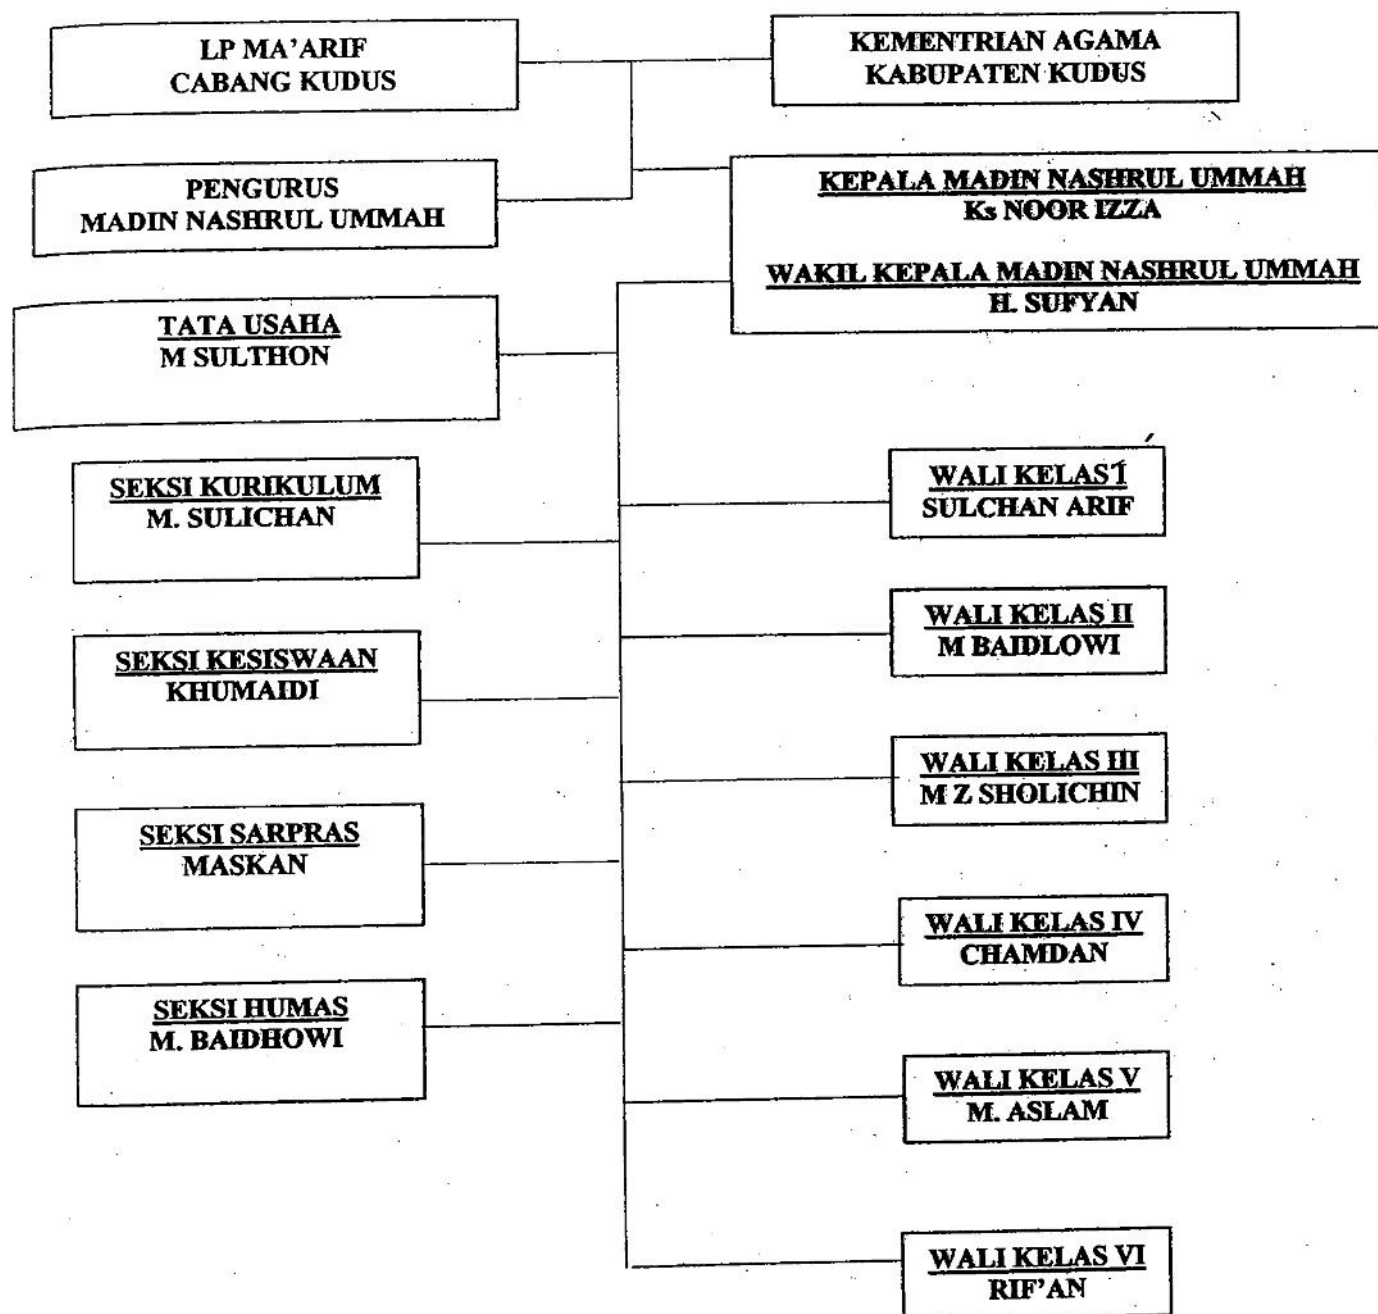 LP MA'ARIF
CABANG KUDUS
KEMENTRIAN AGAMA
KABUPATEN KUDUS
PENGURUS
MADIN NASHRUL UMMAH
KEPALA MADIN NASHRUL UMMAH
Ks NOOR IZZA
WAKIL KEPALA MADIN NASHRUL UMMAH
H. SUFYAN
TATA USAHA
M SULTHON
SEKSI KURIKULUM
M. SULICHAN
WALI KELAS I
SULCHAN ARIF
SEKSI KESISWAAN
KHUMAIDI
WALI KELAS II
M BAIDLOWI
WALI KELAS III
M Z SHOLICHIN
SEKSI SARPRAS
MASKAN
WALI KELAS IV
CHAMDAN
SEKSI HUMAS
M. BAIDHOWI
WALI KELAS V
M. ASLAM
WALI KELAS VI
RIF'AN